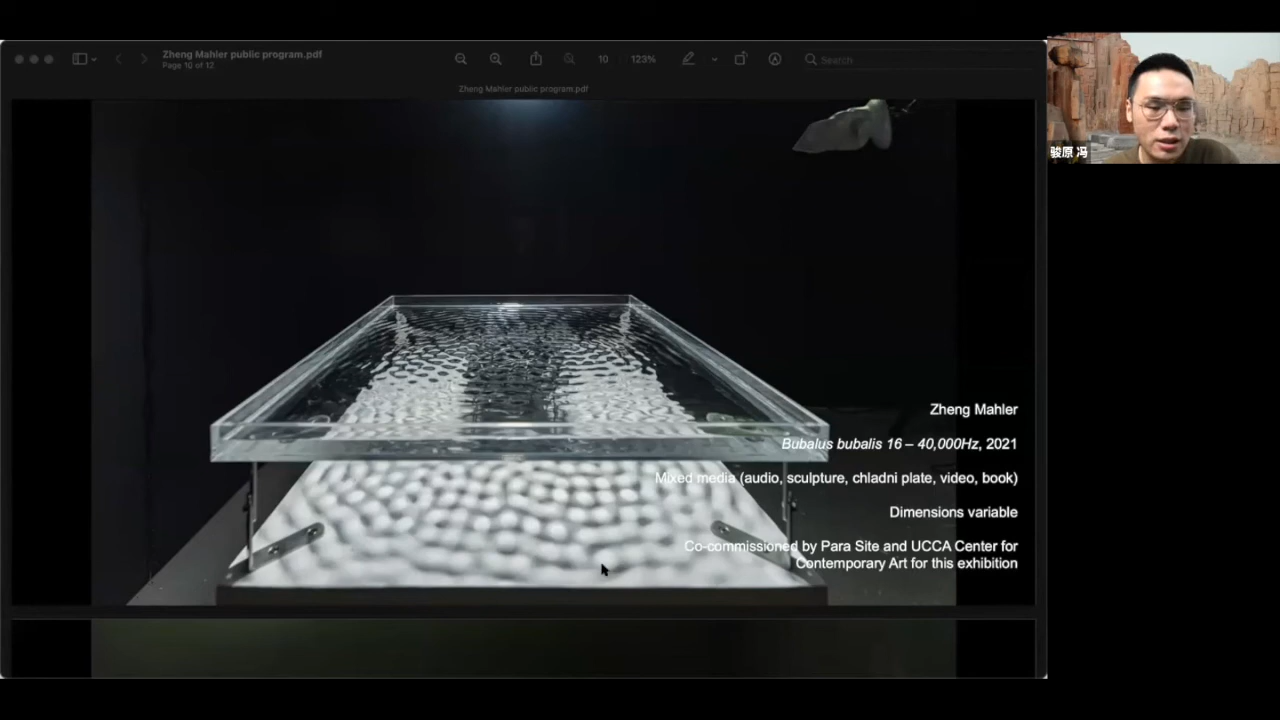 Zheng Mahler public program.pdf
Page 10 of 12
10
123%
Search
Zheng Mahler public program.pdf
骏原 冯
Zheng Mahler
Bubalus bubalis 16 – 40,000Hz, 2021
Mixed media (audio, sculpture, chladni plate, video, book)
Dimensions variable
Co-commissioned by Para Site and UCCA Center for
Contemporary Art for this exhibition